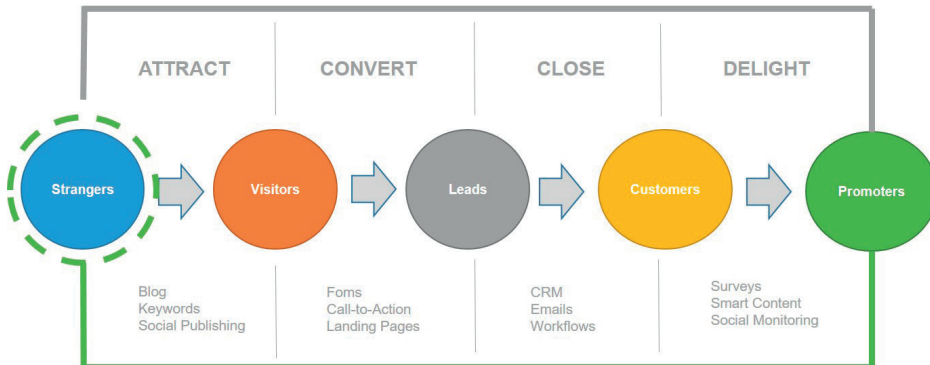 ATTRACT
CONVERT
CLOSE
DELIGHT
Strangers
Visitors
Leads
Customers
Promoters
Blog
Keywords
Social Publishing
Foms
Call-to-Action
Landing Pages
CRM
Emails
Workflows
Surveys
Smart Content
Social Monitoring